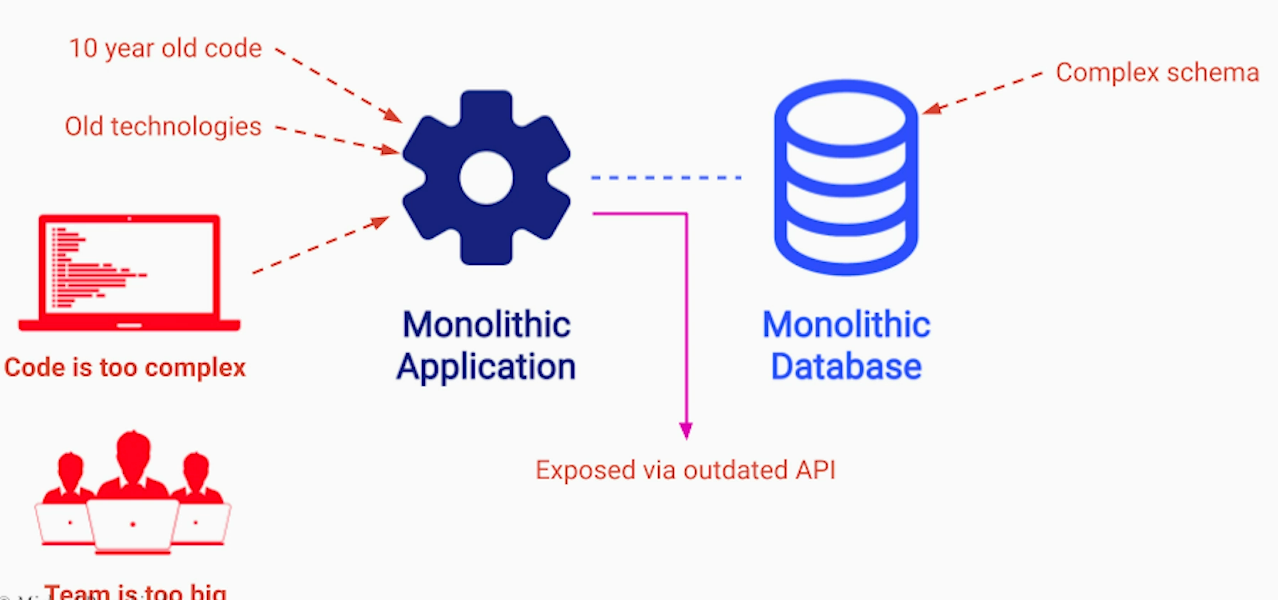 10 year old code
Old technologies
Complex schema
Monolithic
Application
Monolithic
Database
Code is too complex
Exposed via outdated API
Team is too big